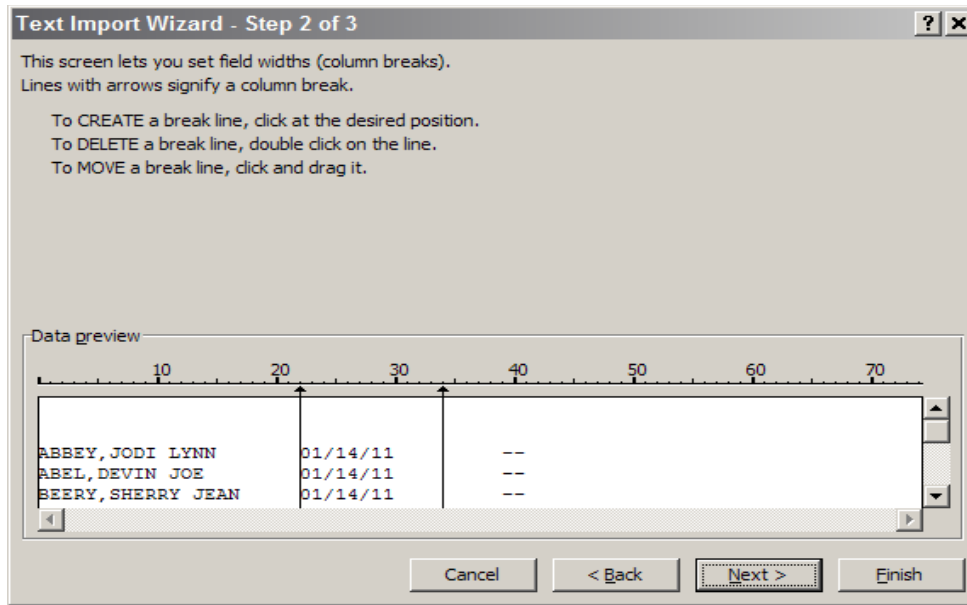 Text Import Wizard - Step 2 of 3
This screen lets you set field widths (column breaks).
Lines with arrows signify a column break.
To CREATE a break line, click at the desired position.
To DELETE a break line, double click on the line.
To MOVE a break line, click and drag it.
Data preview
10 20 30 40 50 60 70
ABBEY,JODI LYNN 01/14/11 --
ABEL,DEVIN JOE 01/14/11 --
BEERY,SHERRY JEAN 01/14/11 --
Cancel < Back Next > Finish